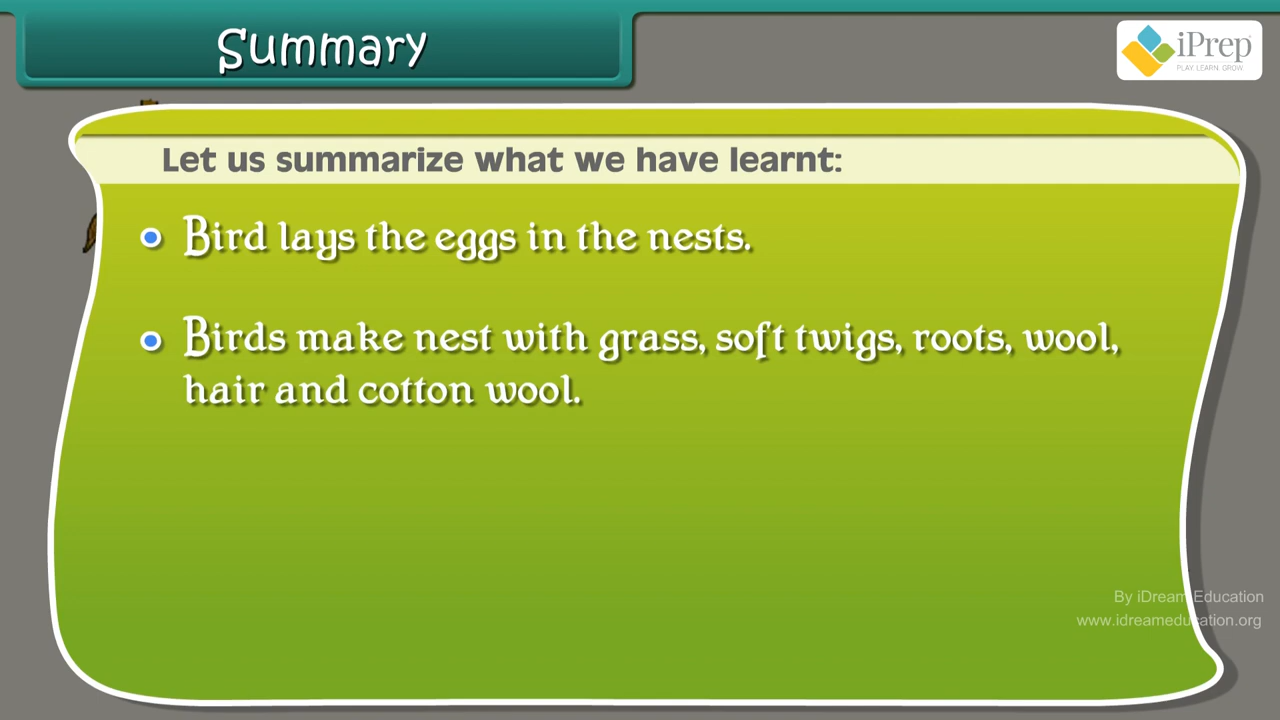 Summary
iPrep
PLAY. LEARN. GROW.
Let us summarize what we have learnt:
Bird lays the eggs in the nests.
Birds make nest with grass, soft twigs, roots, wool,
hair and cotton wool.
By iDream Education
www.idreameducation.org